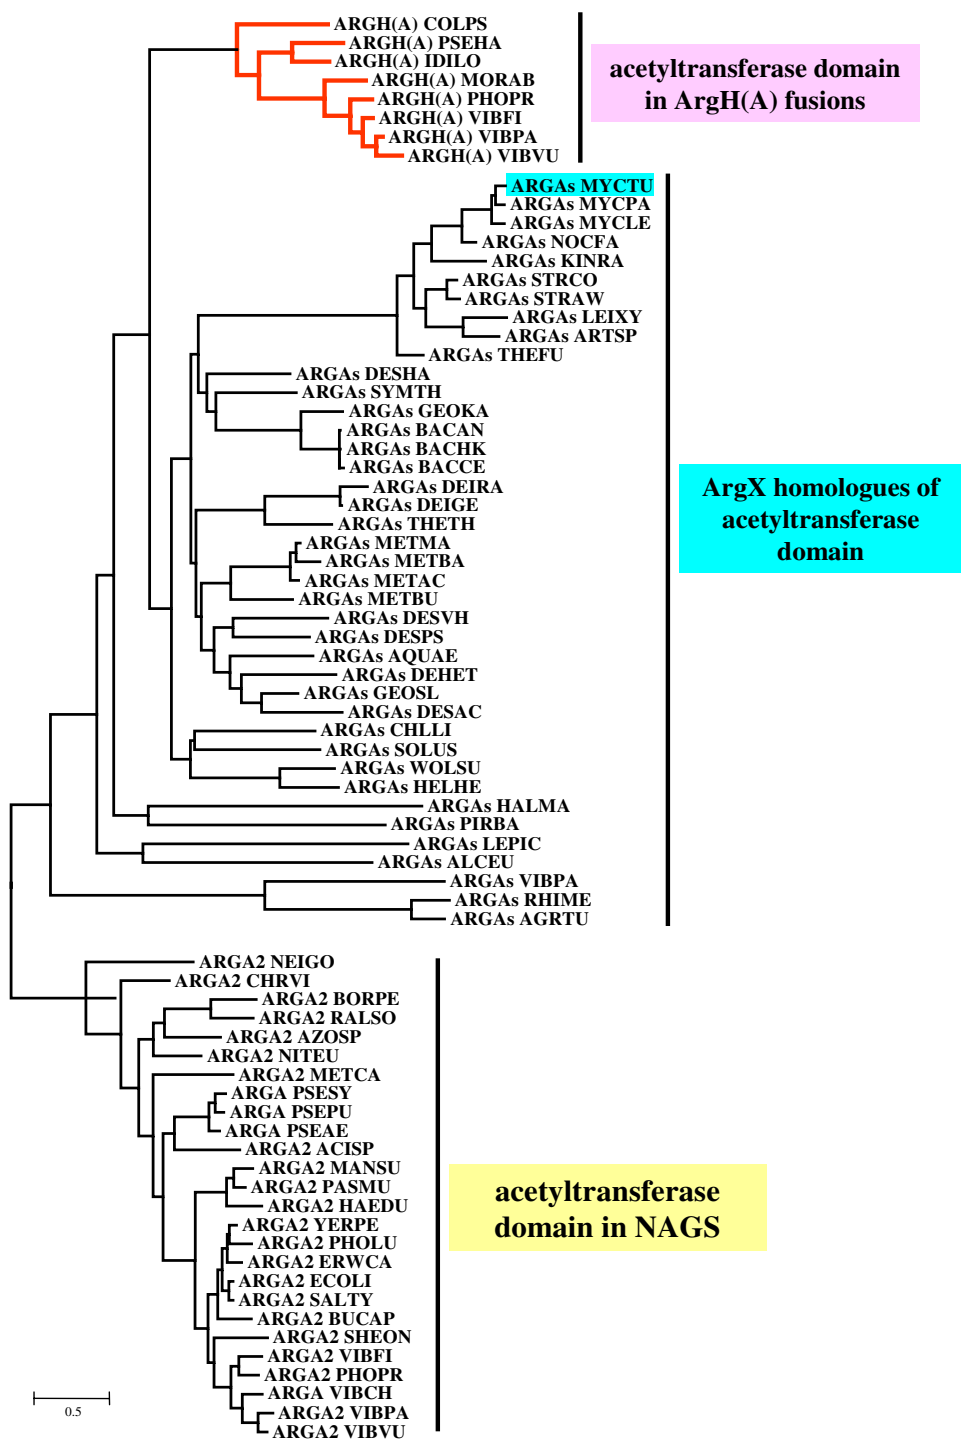 ARGH(A) COLPS
ARGH(A) PSEHA
ARGH(A) IDILO
ARGH(A) MORAB
ARGH(A) PHOPR
ARGH(A) VIBFI
ARGH(A) VIBPA
ARGH(A) VIBVU
acetyltransferase domain
in ArgH(A) fusions
ARGAs MYCTU
ARGAs MYCPA
ARGAs MYCLE
ARGAs NOCFA
ARGAs KINRA
ARGAs STRCO
ARGAs STRAW
ARGAs LEIXY
ARGAs ARTSP
ARGAs THEFU
ARGAs DESHA
ARGAs SYMTH
ARGAs GEOKA
ARGAs BACAN
ARGAs BACHK
ARGAs BACCE
ARGAs DEIRA
ARGAs DEIGE
ARGAs THETH
ARGAs METMA
ARGAs METBA
ARGAs METAC
ARGAs METBU
ARGAs DESVH
ARGAs DESPS
ARGAs AQUAE
ARGAs DEHET
ARGAs GEOSL
ARGAs DESAC
ARGAs CHLLI
ARGAs SOLUS
ARGAs WOLSU
ARGAs HELHE
ARGAs HALMA
ARGAs PIRBA
ARGAs LEPIC
ARGAs ALCEU
ARGAs VIBPA
ARGAs RHIME
ARGAs AGRTU
ArgX homologues of
acetyltransferase
domain
ARGA2 NEIGO
ARGA2 CHRVI
ARGA2 BORPE
ARGA2 RALSO
ARGA2 AZOSP
ARGA2 NITEU
ARGA2 METCA
ARGA PSESY
ARGA PSEPU
ARGA PSEAE
ARGA2 ACISP
ARGA2 MANSU
ARGA2 PASMU
ARGA2 HAEDU
ARGA2 YERPE
ARGA2 PHOLU
ARGA2 ERWCA
ARGA2 ECOLI
ARGA2 SALTY
ARGA2 BUCAP
ARGA2 SHEON
ARGA2 VIBFI
ARGA2 PHOPR
ARGA VIBCH
ARGA2 VIBPA
ARGA2 VIBVU
acetyltransferase
domain in NAGS
0.5